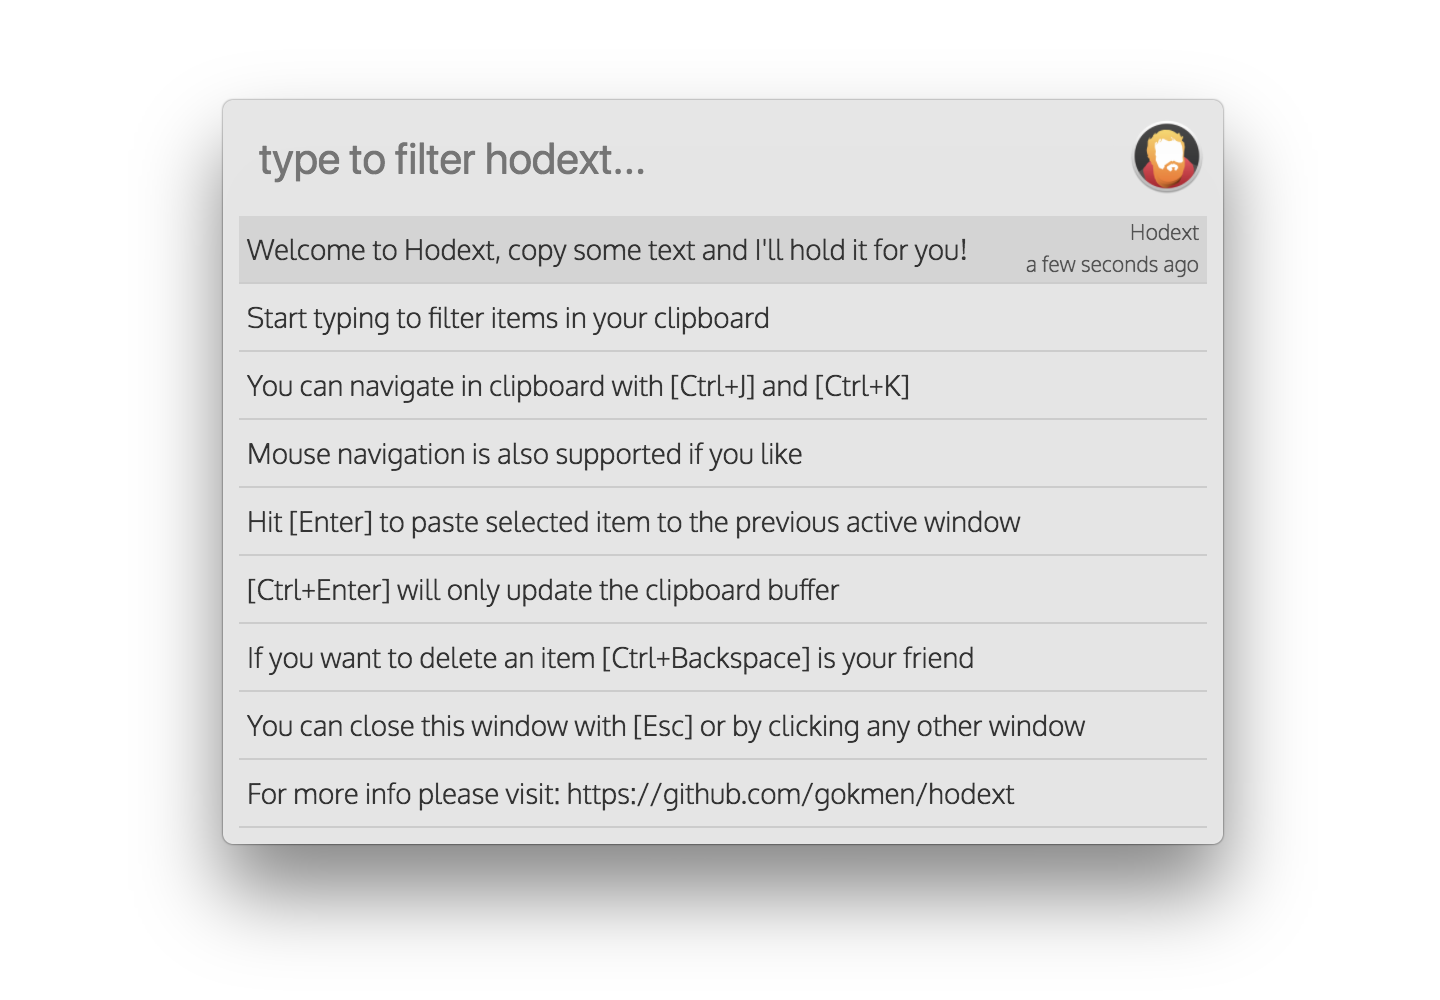 type to filter hodext...
Welcome to Hodext, copy some text and I'll hold it for you!
Hodext
a few seconds ago
Start typing to filter items in your clipboard
You can navigate in clipboard with [Ctrl+J] and [Ctrl+K]
Mouse navigation is also supported if you like
Hit [Enter] to paste selected item to the previous active window
[Ctrl+Enter] will only update the clipboard buffer
If you want to delete an item [Ctrl+Backspace] is your friend
You can close this window with [Esc] or by clicking any other window
For more info please visit: https://github.com/gokmen/hodext